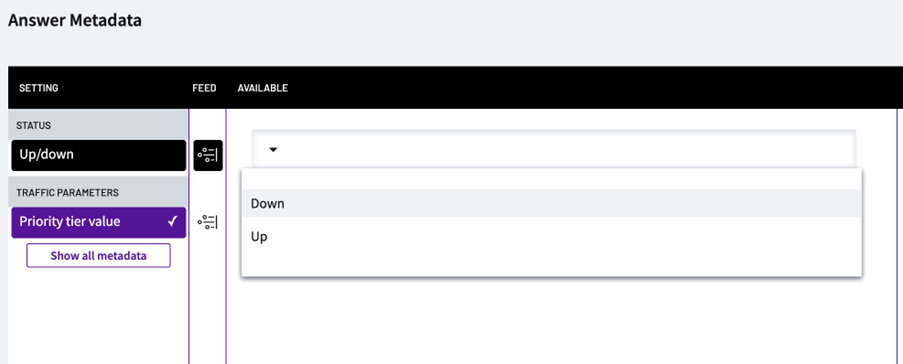 Answer Metadata
SETTING FEED AVAILABLE
STATUS
Up/down
TRAFFIC PARAMETERS
Priority tier value
Show all metadata
Down
Up